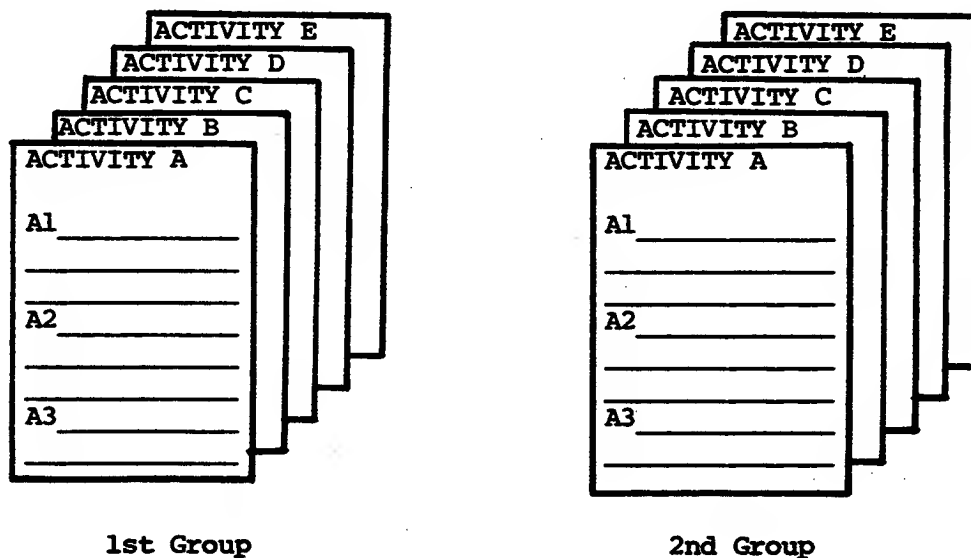 ACTIVITY E
ACTIVITY D
ACTIVITY C
ACTIVITY B
ACTIVITY A
A1
A2
A3
1st Group
ACTIVITY E
ACTIVITY D
ACTIVITY C
ACTIVITY B
ACTIVITY A
A1
A2
A3
2nd Group